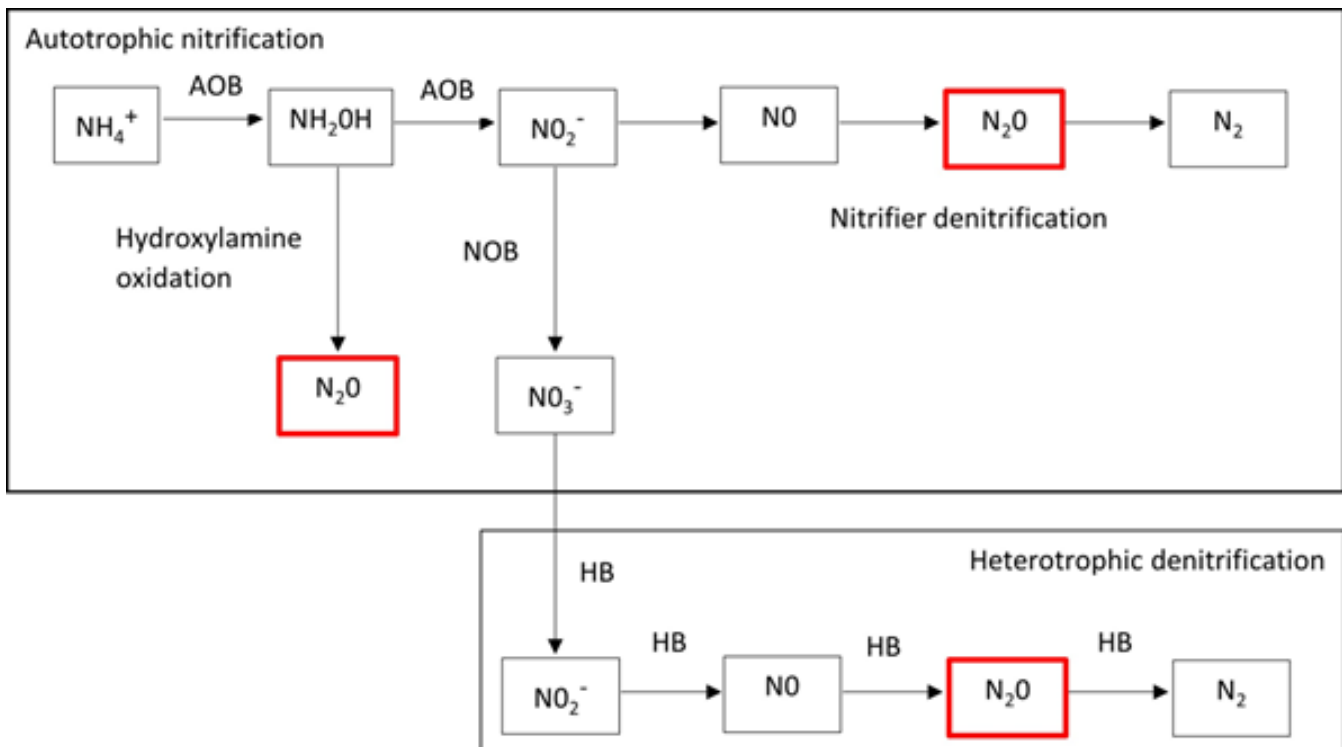 Autotrophic nitrification
AOB
AOB
NH₄⁺
NH₂0H
N0₂⁻
N0
N₂0
N₂
Hydroxylamine
oxidation
NOB
Nitrifier denitrification
N₂0
N0₃⁻
Heterotrophic denitrification
HB
HB
HB
HB
N0₂⁻
N0
N₂0
N₂